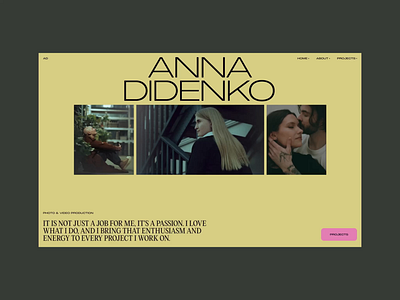 AD
HOME
ABOUT
PROJECTS
ANNA
DIDENKO
PHOTO & VIDEO PRODUCTION
IT IS NOT JUST A JOB FOR ME, IT'S A PASSION. I LOVE
WHAT I DO, AND I BRING THAT ENTHUSIASM AND
ENERGY TO EVERY PROJECT I WORK ON.
PROJECTS